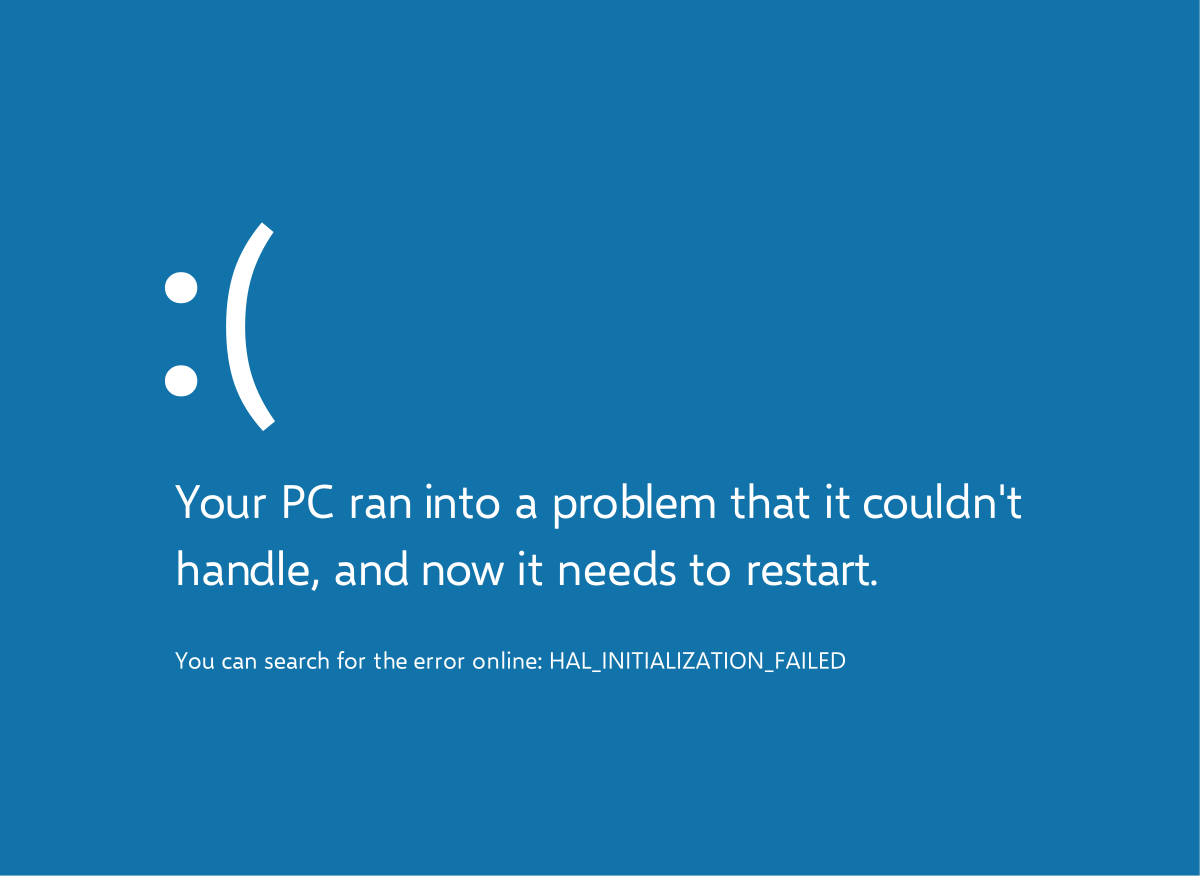 :(
Your PC ran into a problem that it couldn't
handle, and now it needs to restart.
You can search for the error online: HAL_INITIALIZATION_FAILED